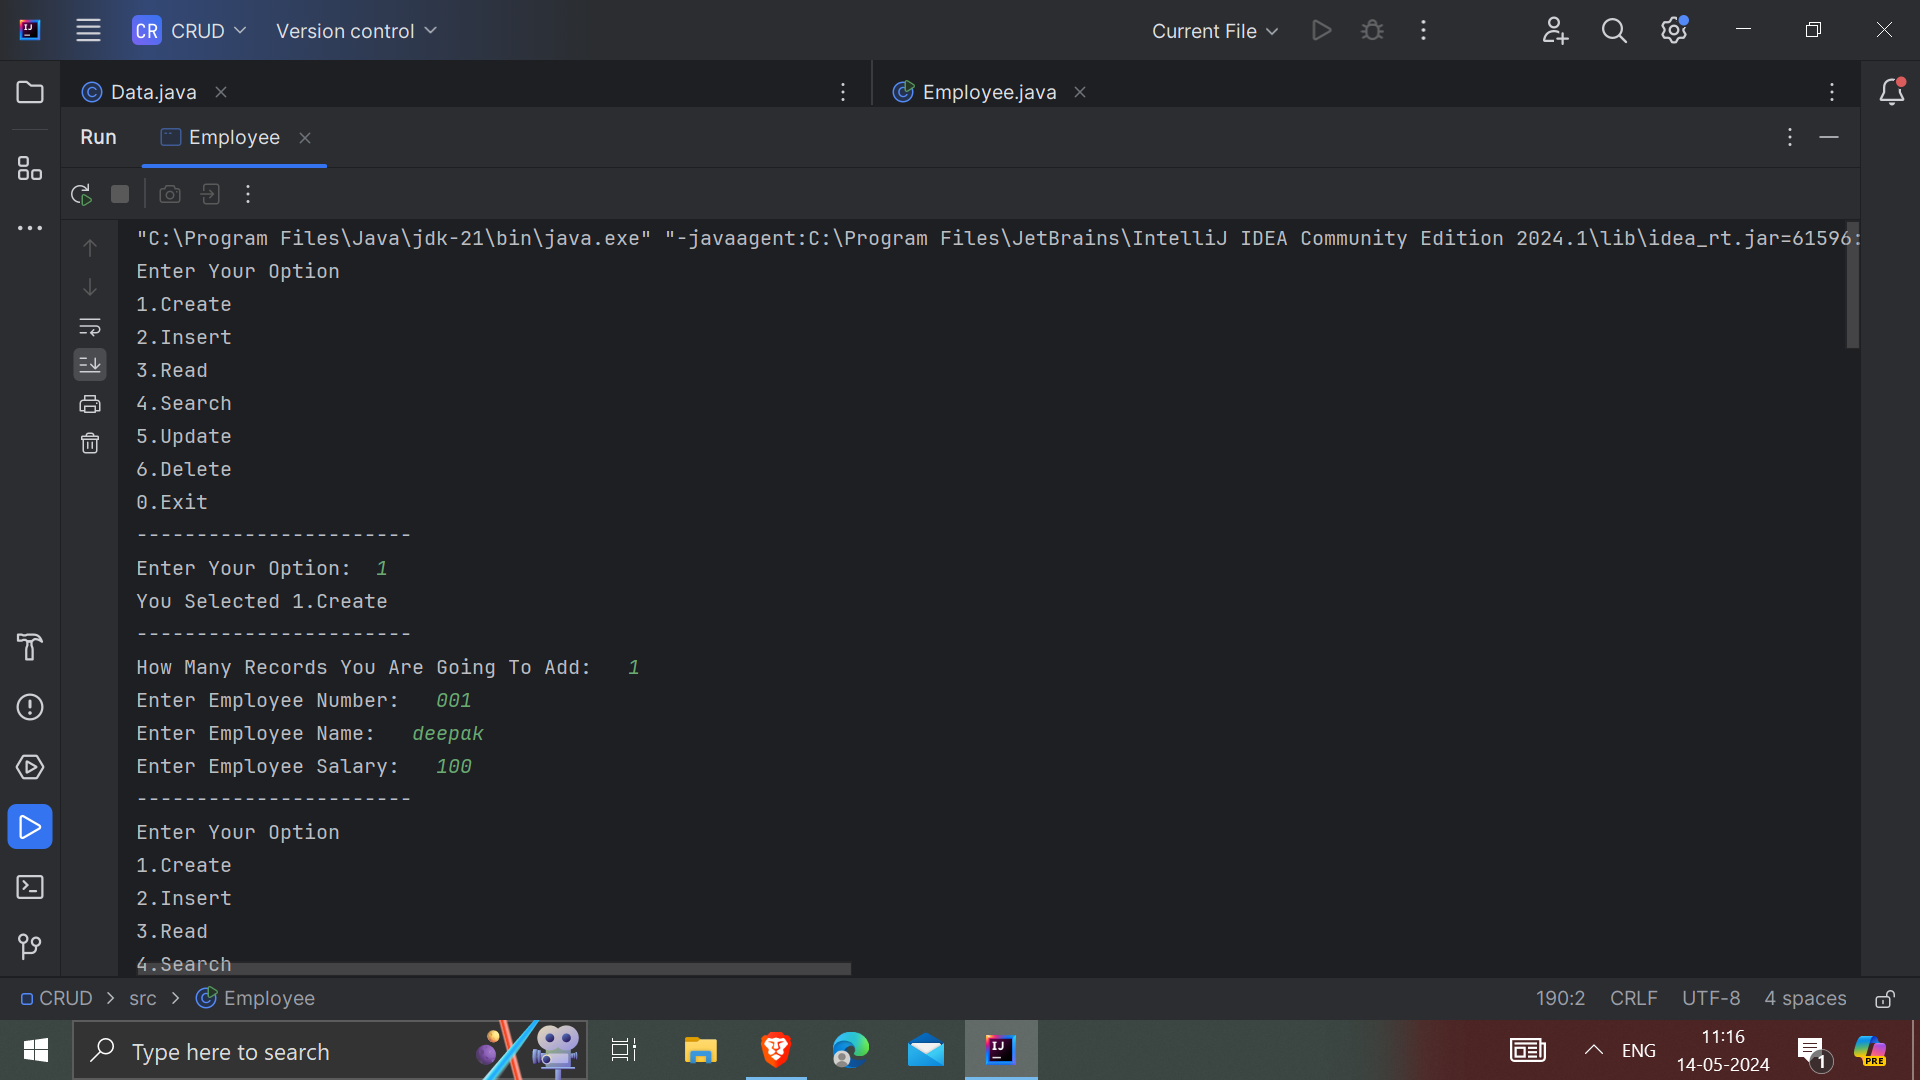 CR CRUD Version control Current File
Data.java Employee.java
Run Employee
"C:\Program Files\Java\jdk-21\bin\java.exe" "-javaagent:C:\Program Files\JetBrains\IntelliJ IDEA Community Edition 2024.1\lib\idea_rt.jar=61596:
Enter Your Option
1.Create
2.Insert
3.Read
4.Search
5.Update
6.Delete
0.Exit
-----------------------
Enter Your Option:  1
You Selected 1.Create
-----------------------
How Many Records You Are Going To Add:   1
Enter Employee Number:   001
Enter Employee Name:   deepak
Enter Employee Salary:   100
-----------------------
Enter Your Option
1.Create
2.Insert
3.Read
4.Search
CRUD > src > Employee 190:2 CRLF UTF-8 4 spaces
Type here to search IJ ENG 11:16
14-05-2024 1 PRE